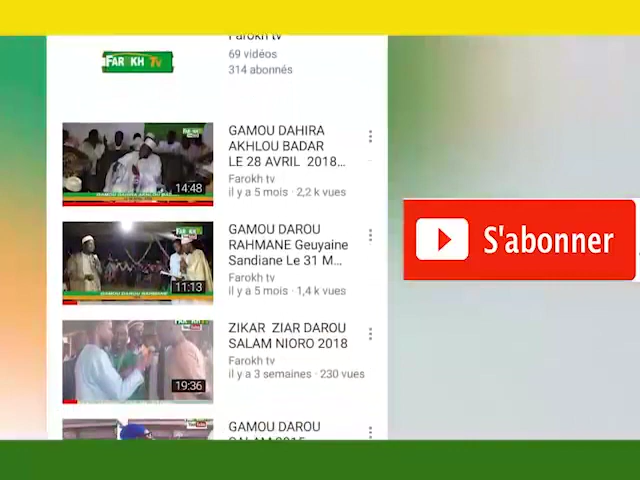 Farokh tv
FAROKH TV
69 vidéos
314 abonnés
GAMOU DAHIRA
AKHLOU BADAR
LE 28 AVRIL 2018...
Farokh tv
il y a 5 mois · 2,2 k vues
14:48
GAMOU DAROU
RAHMANE Geuyaine
Sandiane Le 31 M...
Farokh tv
il y a 5 mois · 1,4 k vues
11:13
S'abonner
ZIKAR ZIAR DAROU
SALAM NIORO 2018
Farokh tv
il y a 3 semaines · 230 vues
19:36
GAMOU DAROU